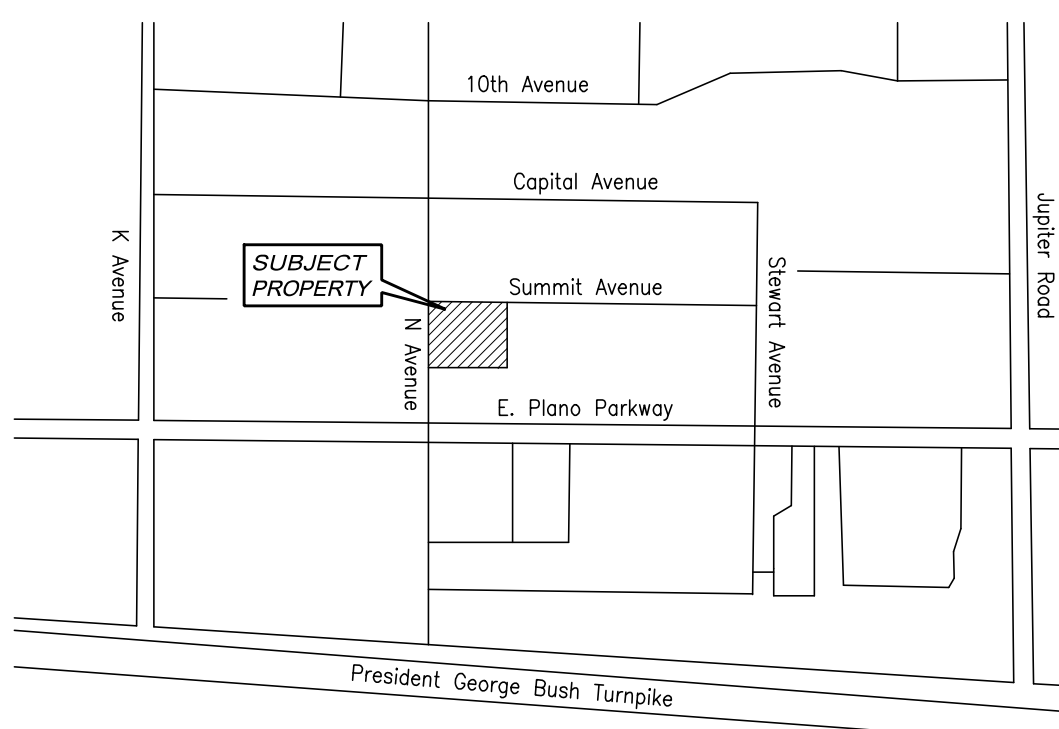 10th Avenue
Capital Avenue
K Avenue
Jupiter Road
SUBJECT
PROPERTY
Summit Avenue
Stewart Avenue
N Avenue
E. Plano Parkway
President George Bush Turnpike